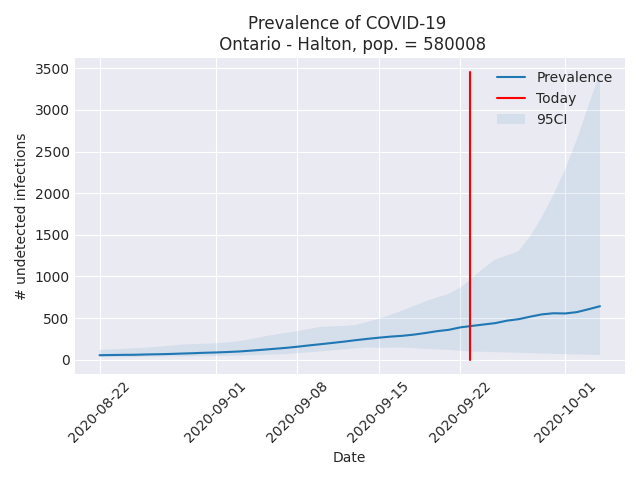 Prevalence of COVID-19
Ontario - Halton, pop. = 580008
3500
3000
2500
2000
1500
1000
500
0
# undetected infections
Prevalence
Today
95CI
2020-08-22
2020-09-01
2020-09-08
2020-09-15
2020-09-22
2020-10-01
Date